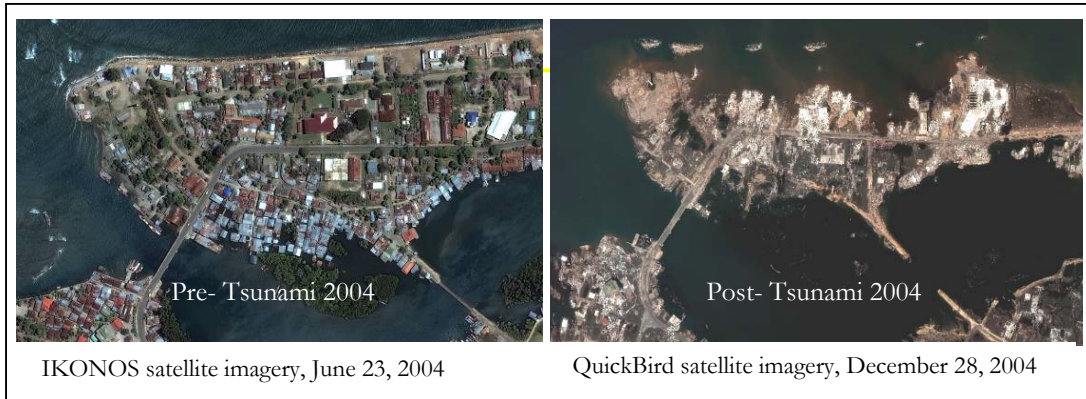 Pre- Tsunami 2004
Post- Tsunami 2004
IKONOS satellite imagery, June 23, 2004
QuickBird satellite imagery, December 28, 2004